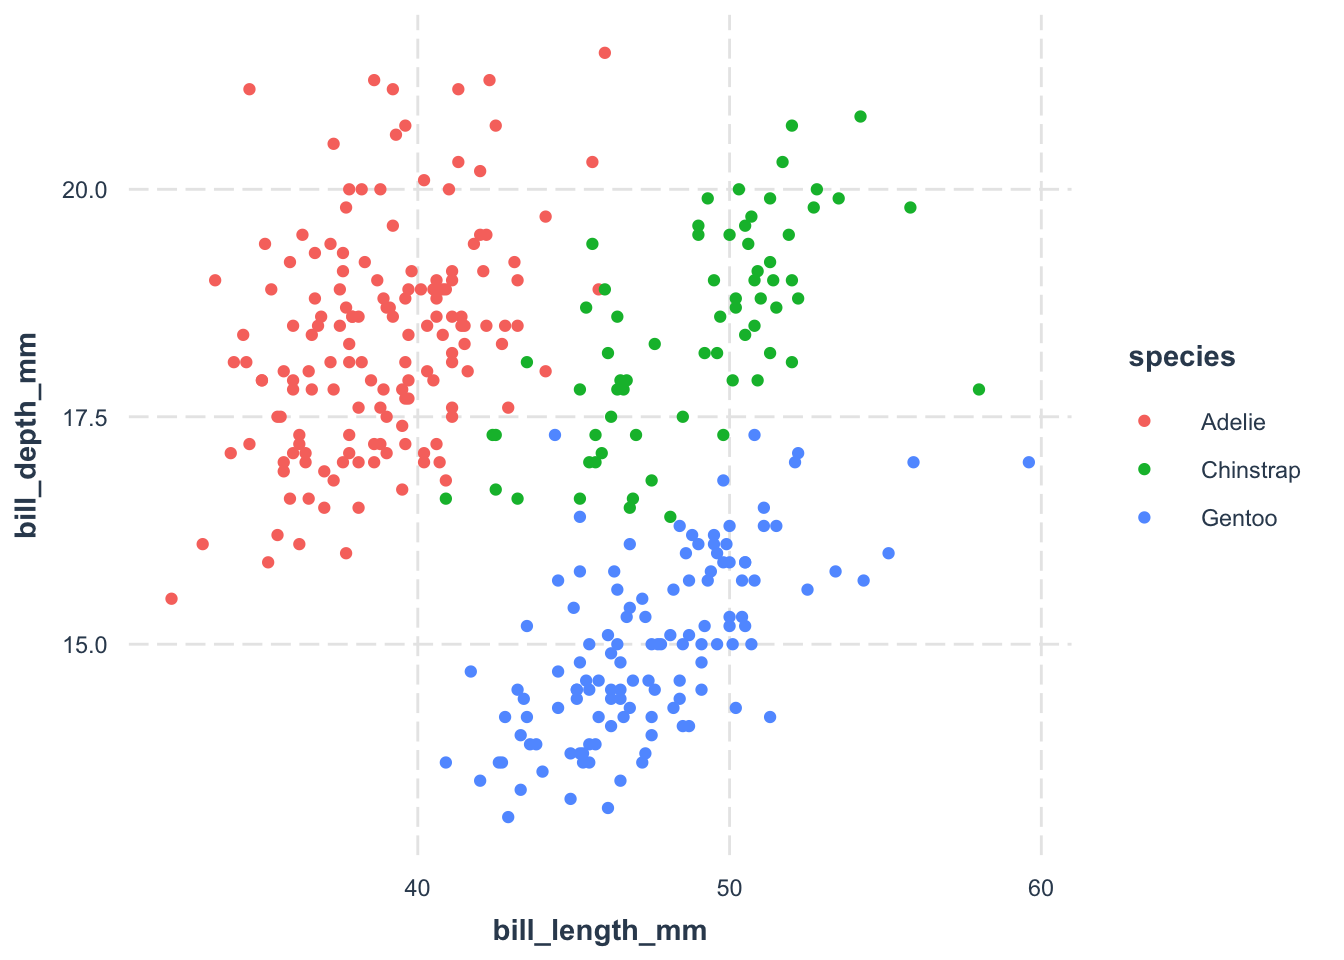 20.0
17.5
15.0
bill_depth_mm
40 50 60
bill_length_mm
species
Adelie
Chinstrap
Gentoo